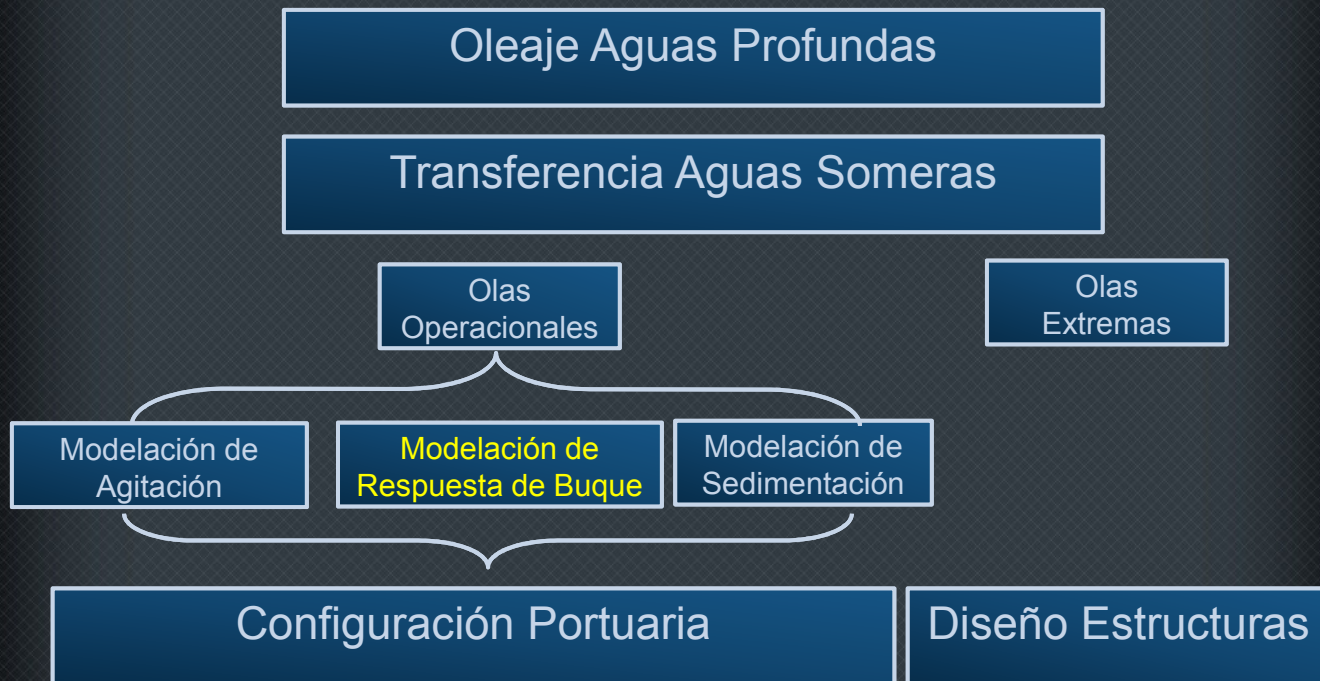 Oleaje Aguas Profundas
Transferencia Aguas Someras
Olas
Operacionales
Olas
Extremas
Modelación de
Agitación
Modelación de
Respuesta de Buque
Modelación de
Sedimentación
Configuración Portuaria
Diseño Estructuras